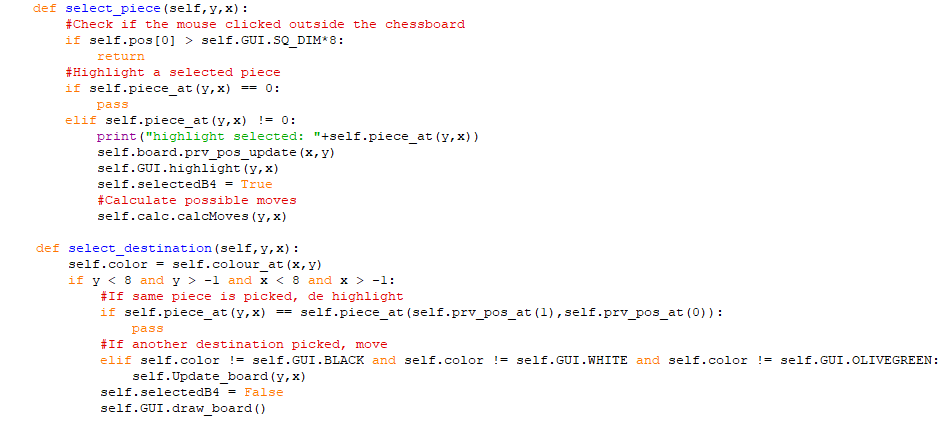 def select_piece(self,y,x):
    #Check if the mouse clicked outside the chessboard
    if self.pos[0] > self.GUI.SQ_DIM*8:
        return
    #Highlight a selected piece
    if self.piece_at(y,x) == 0:
        pass
    elif self.piece_at(y,x) != 0:
        print("highlight selected: "+self.piece_at(y,x))
        self.board.prv_pos_update(x,y)
        self.GUI.highlight(y,x)
        self.selectedB4 = True
        #Calculate possible moves
        self.calc.calcMoves(y,x)

def select_destination(self,y,x):
    self.color = self.colour_at(x,y)
    if y < 8 and y > -1 and x < 8 and x > -1:
        #If same piece is picked, de highlight
        if self.piece_at(y,x) == self.piece_at(self.prv_pos_at(1),self.prv_pos_at(0)):
            pass
        #If another destination picked, move
        elif self.color != self.GUI.BLACK and self.color != self.GUI.WHITE and self.color != self.GUI.OLIVEGREEN:
            self.Update_board(y,x)
        self.selectedB4 = False
        self.GUI.draw_board()